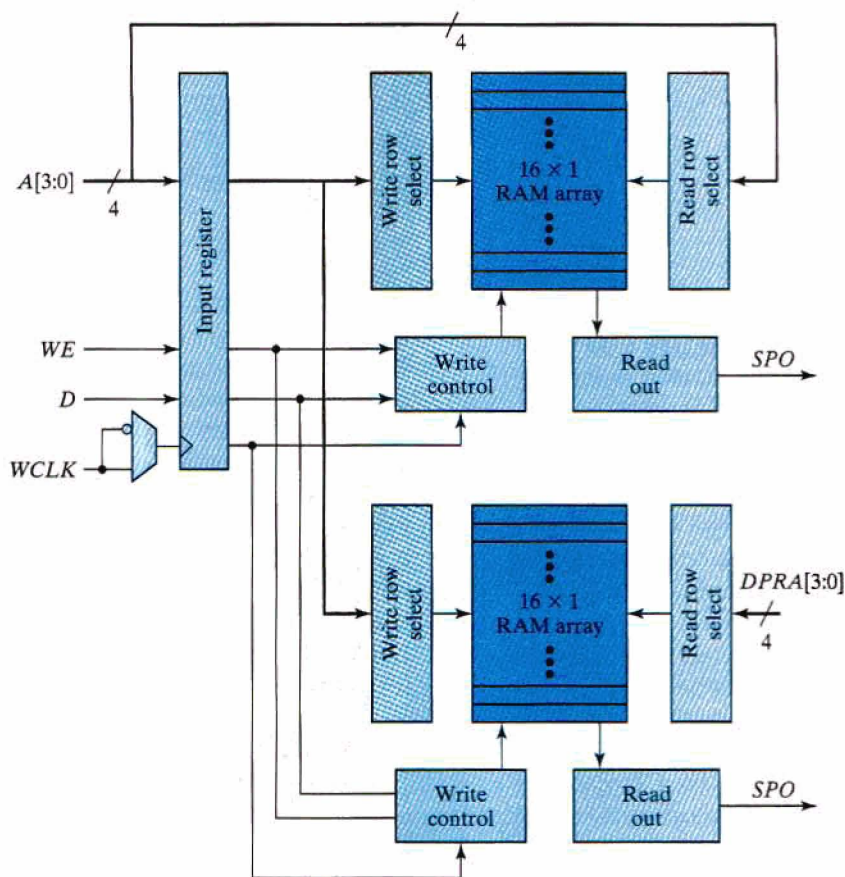 4
A[3:0]
4
Input register
Write row
select
16 × 1
RAM array
Read row
select
WE
D
WCLK
Write
control
Read
out
SPO
Write row
select
16 × 1
RAM array
Read row
select
DPRA[3:0]
4
Write
control
Read
out
SPO